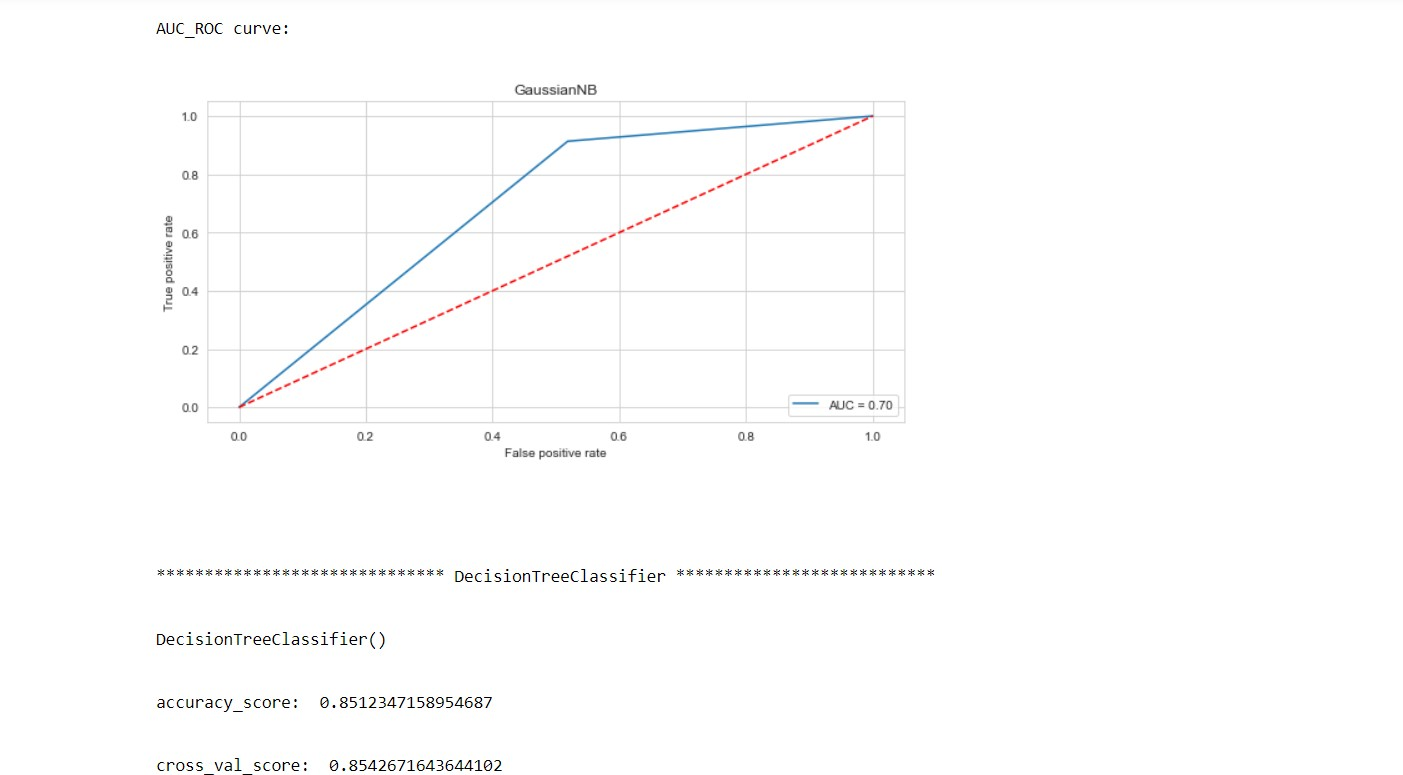 AUC_ROC curve:
GaussianNB
1.0
0.8
0.6
0.4
0.2
0.0
True positive rate
AUC = 0.70
0.0 0.2 0.4 0.6 0.8 1.0
False positive rate
****************************** DecisionTreeClassifier ***************************
DecisionTreeClassifier()
accuracy_score:  0.8512347158954687
cross_val_score:  0.8542671643644102